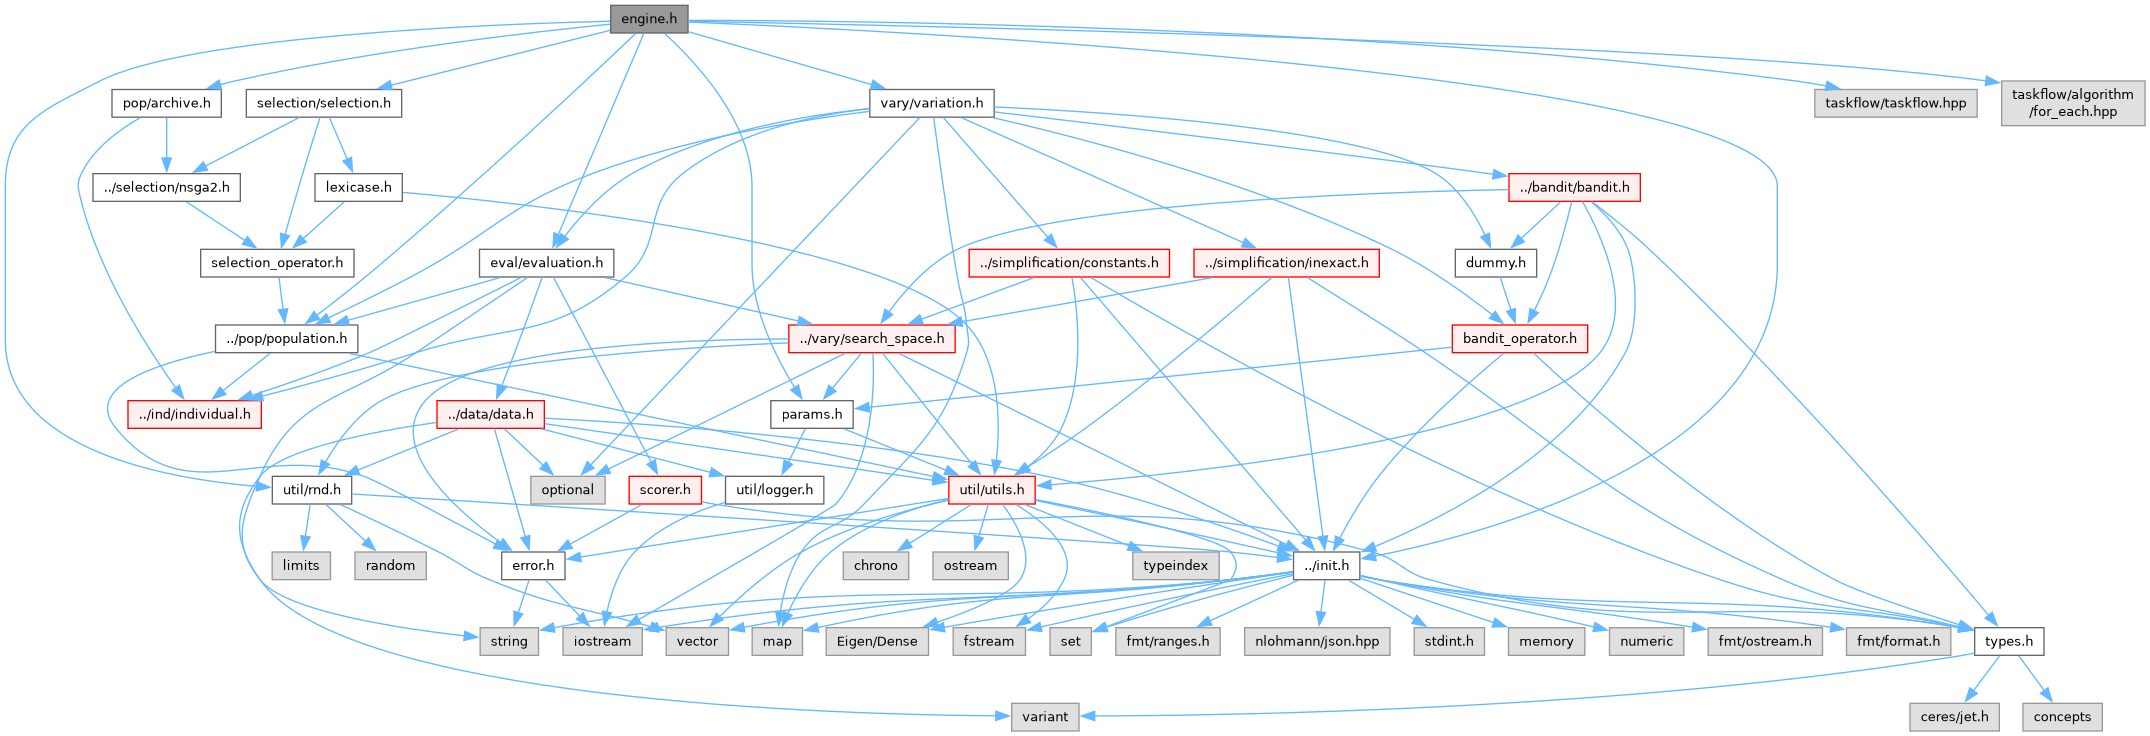 engine.h
pop/archive.h
selection/selection.h
vary/variation.h
taskflow/taskflow.hpp
taskflow/algorithm
/for_each.hpp
../selection/nsga2.h
lexicase.h
../bandit/bandit.h
selection_operator.h
eval/evaluation.h
../simplification/constants.h
../simplification/inexact.h
dummy.h
../pop/population.h
../vary/search_space.h
bandit_operator.h
../ind/individual.h
../data/data.h
params.h
util/rnd.h
optional
scorer.h
util/logger.h
util/utils.h
limits
random
error.h
chrono
ostream
typeindex
../init.h
string
iostream
vector
map
Eigen/Dense
fstream
set
fmt/ranges.h
nlohmann/json.hpp
stdint.h
memory
numeric
fmt/ostream.h
fmt/format.h
types.h
variant
ceres/jet.h
concepts